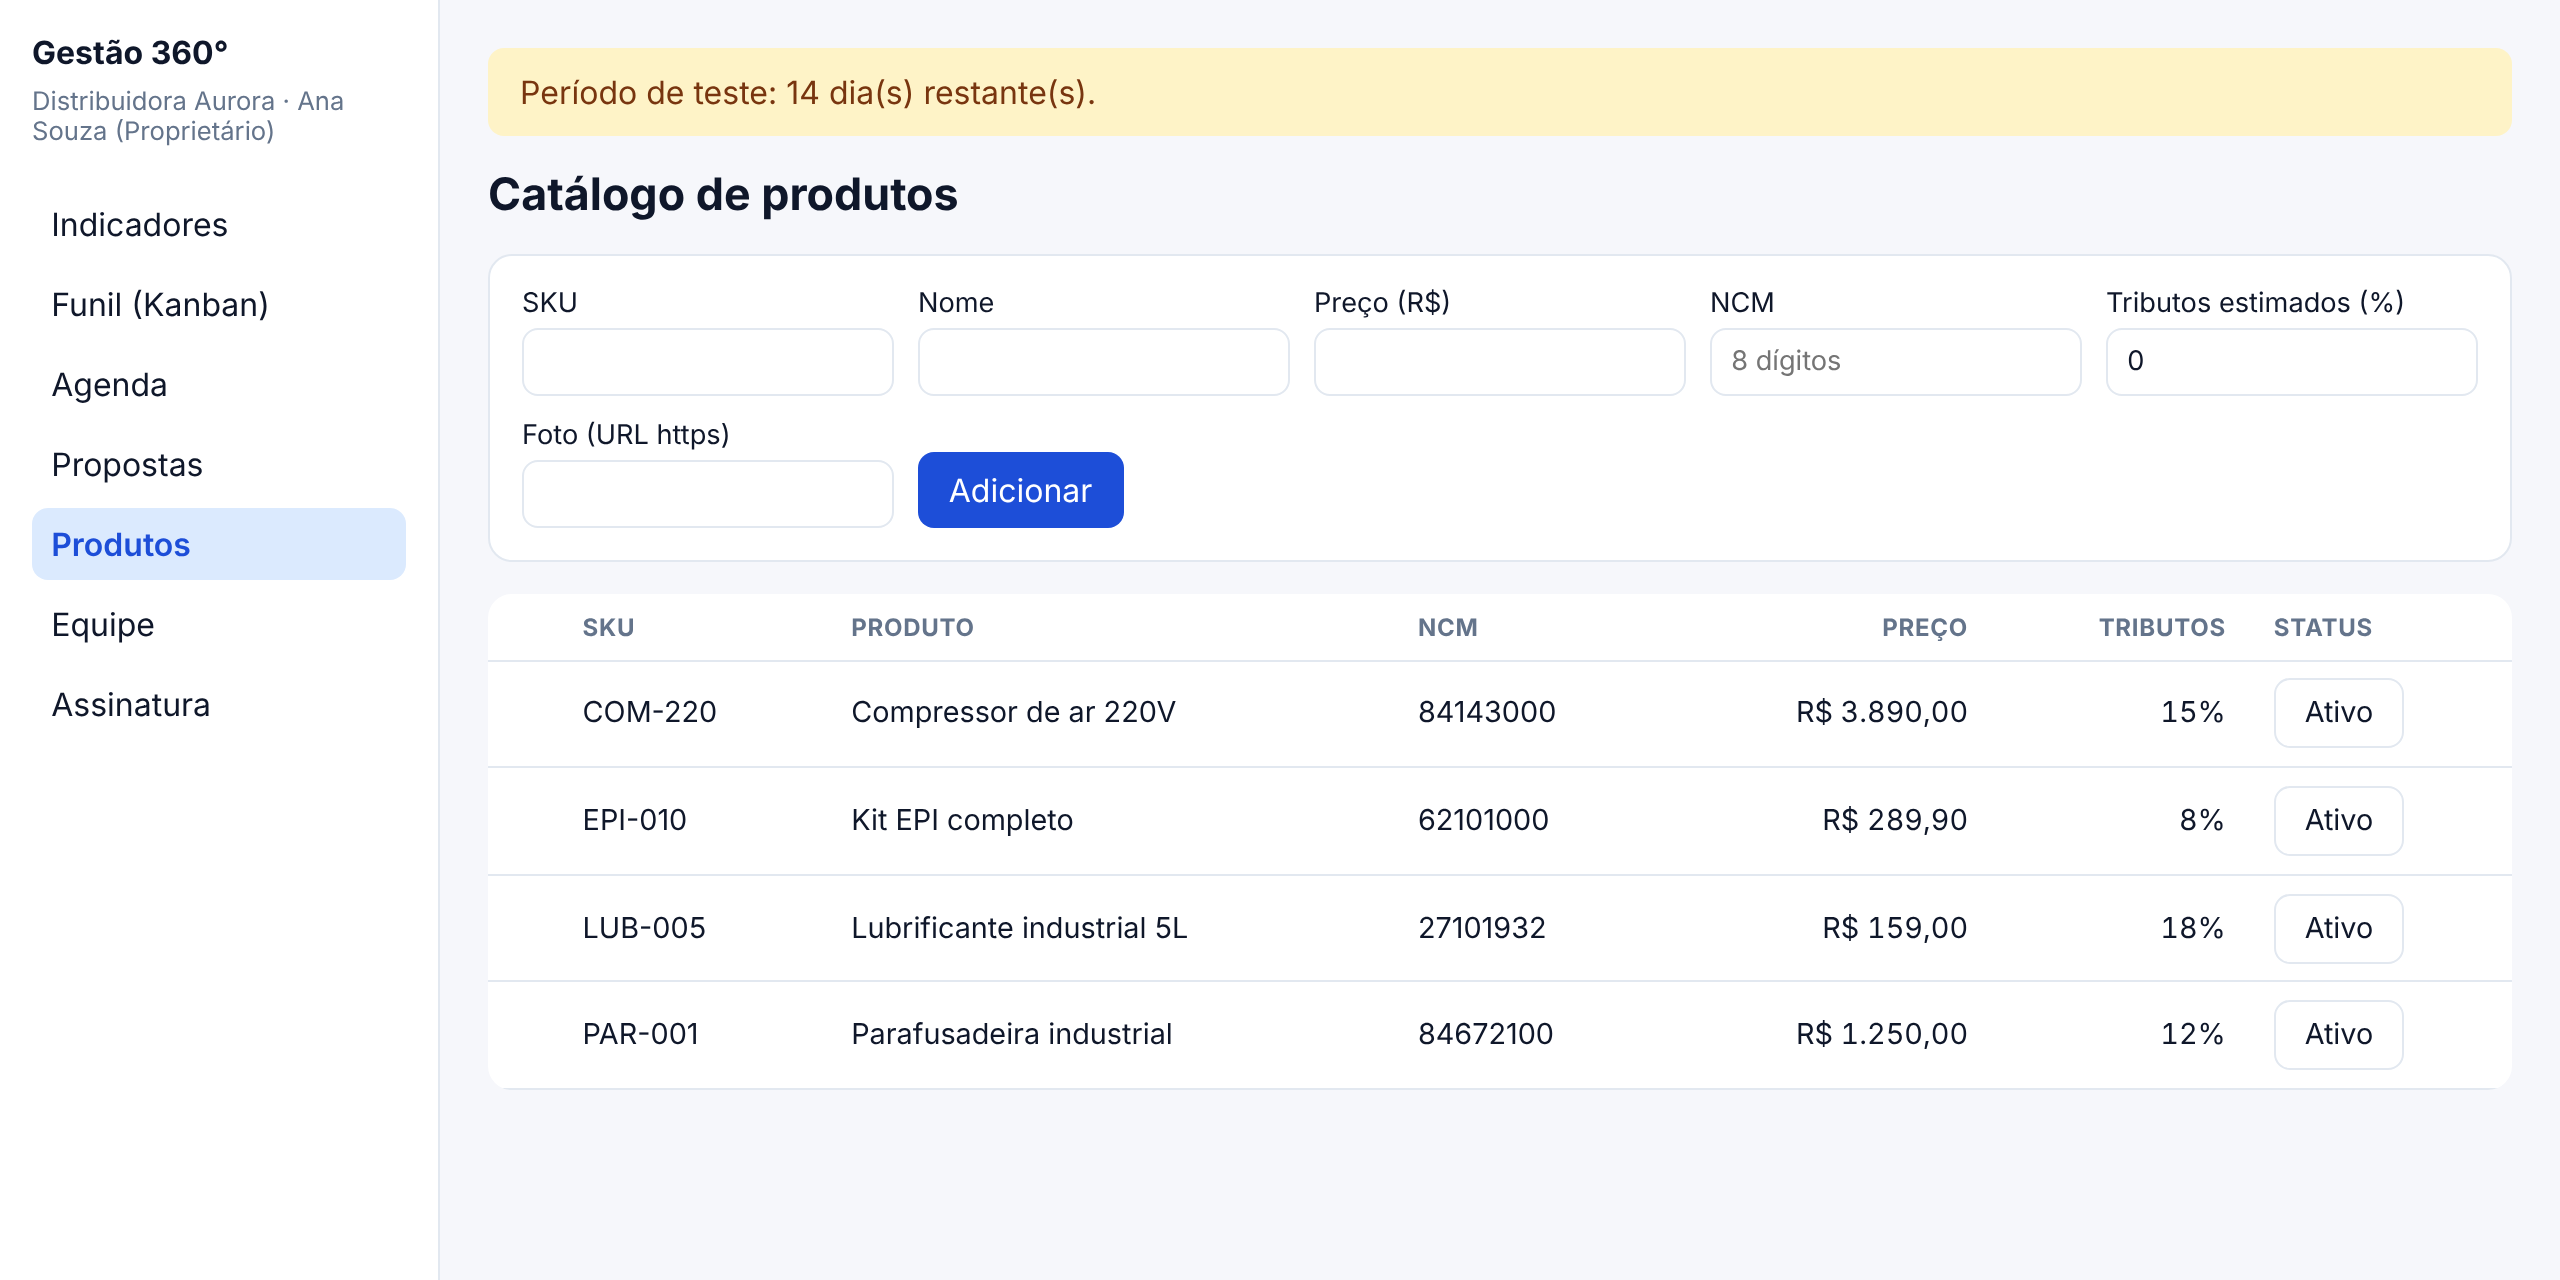 Gestão 360°
Distribuidora Aurora · Ana
Souza (Proprietário)
Indicadores
Funil (Kanban)
Agenda
Propostas
Produtos
Equipe
Assinatura
Período de teste: 14 dia(s) restante(s).
Catálogo de produtos
SKU Nome Preço (R$) NCM Tributos estimados (%)
8 dígitos 0
Foto (URL https)
Adicionar
SKU PRODUTO NCM PREÇO TRIBUTOS STATUS
COM-220 Compressor de ar 220V 84143000 R$ 3.890,00 15% Ativo
EPI-010 Kit EPI completo 62101000 R$ 289,90 8% Ativo
LUB-005 Lubrificante industrial 5L 27101932 R$ 159,00 18% Ativo
PAR-001 Parafusadeira industrial 84672100 R$ 1.250,00 12% Ativo